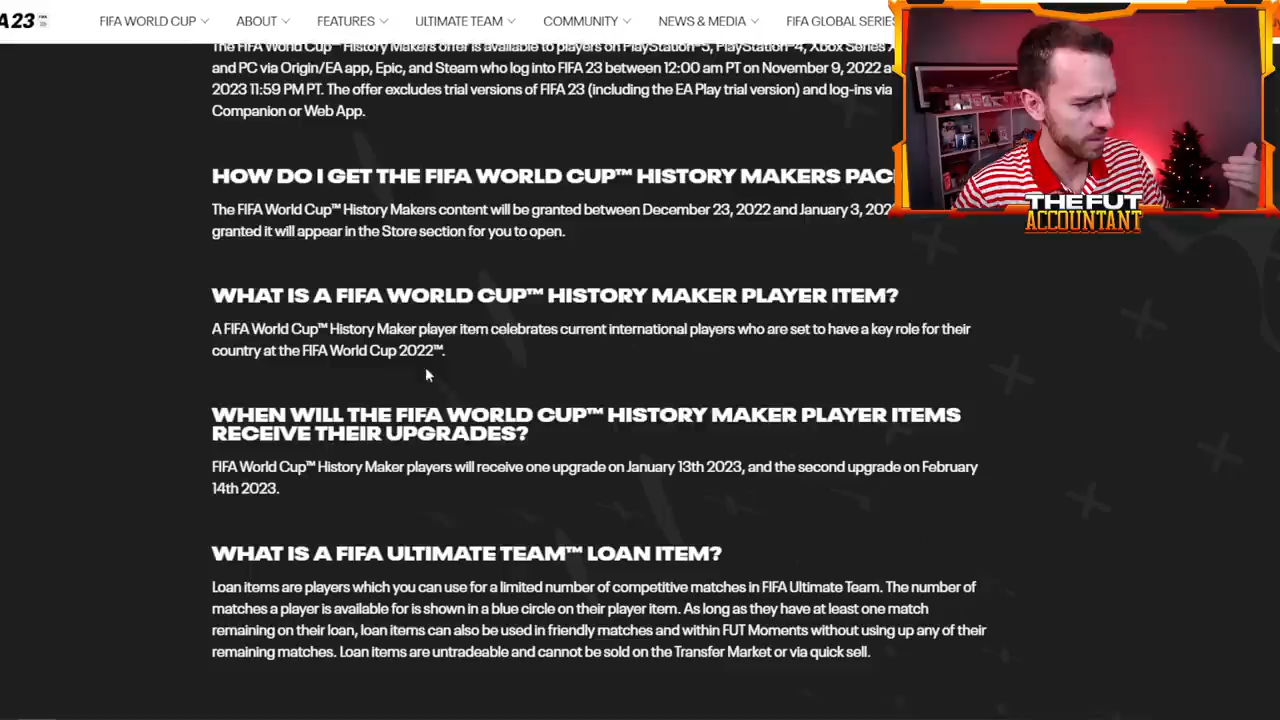 A 23
FIFA WORLD CUP
ABOUT
FEATURES
ULTIMATE TEAM
COMMUNITY
NEWS & MEDIA
FIFA GLOBAL SERIES
The FIFA World Cup™ History Makers offer is available to players on PlayStation®5, PlayStation®4, Xbox Series X
and PC via Origin/EA app, Epic, and Steam who log into FIFA 23 between 12:00 am PT on November 9, 2022 a
2023 11:59 PM PT. The offer excludes trial versions of FIFA 23 (including the EA Play trial version) and log-ins via
Companion or Web App.
HOW DO I GET THE FIFA WORLD CUP™ HISTORY MAKERS PAC
The FIFA World Cup™ History Makers content will be granted between December 23, 2022 and January 3, 202
granted it will appear in the Store section for you to open.
WHAT IS A FIFA WORLD CUP™ HISTORY MAKER PLAYER ITEM?
A FIFA World Cup™ History Maker player item celebrates current international players who are set to have a key role for their
country at the FIFA World Cup 2022™.
WHEN WILL THE FIFA WORLD CUP™ HISTORY MAKER PLAYER ITEMS
RECEIVE THEIR UPGRADES?
FIFA World Cup™ History Maker players will receive one upgrade on January 13th 2023, and the second upgrade on February
14th 2023.
WHAT IS A FIFA ULTIMATE TEAM™ LOAN ITEM?
Loan items are players which you can use for a limited number of competitive matches in FIFA Ultimate Team. The number of
matches a player is available for is shown in a blue circle on their player item. As long as they have at least one match
remaining on their loan, loan items can also be used in friendly matches and within FUT Moments without using up any of their
remaining matches. Loan items are untradeable and cannot be sold on the Transfer Market or via quick sell.
THE FUT
ACCOUNTANT